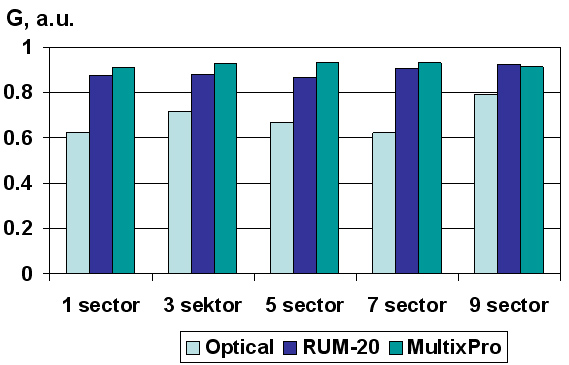 G, a.u.
1
0.8
0.6
0.4
0.2
0
1 sector 3 sektor 5 sector 7 sector 9 sector
Optical RUM-20 MultixPro